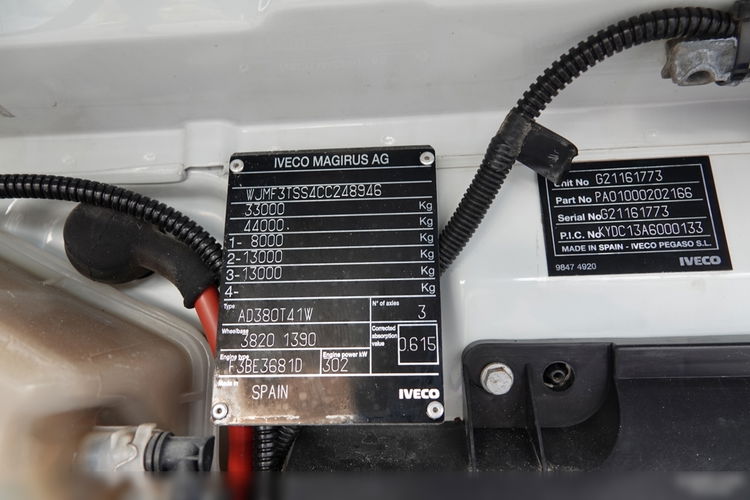 IVECO MAGIRUS AG
WJMF3TSS4CC248946
33000 Kg
44000. Kg
1- 8000 Kg
2-13000 Kg
3-13000 Kg
4- Kg
Type AD380T41W
N° of axles 3
Wheelbase 3820 1390
Corrected absorption value 0.615
Engine type F3BE3681D
Engine power kW 302
Made in SPAIN
IVECO
Unit No G21161773
Part No PA01000202166
Serial No G21161773
P.I.C. No KYDC13A6000133
MADE IN SPAIN - IVECO PEGASO S.L.
9847 4920 IVECO